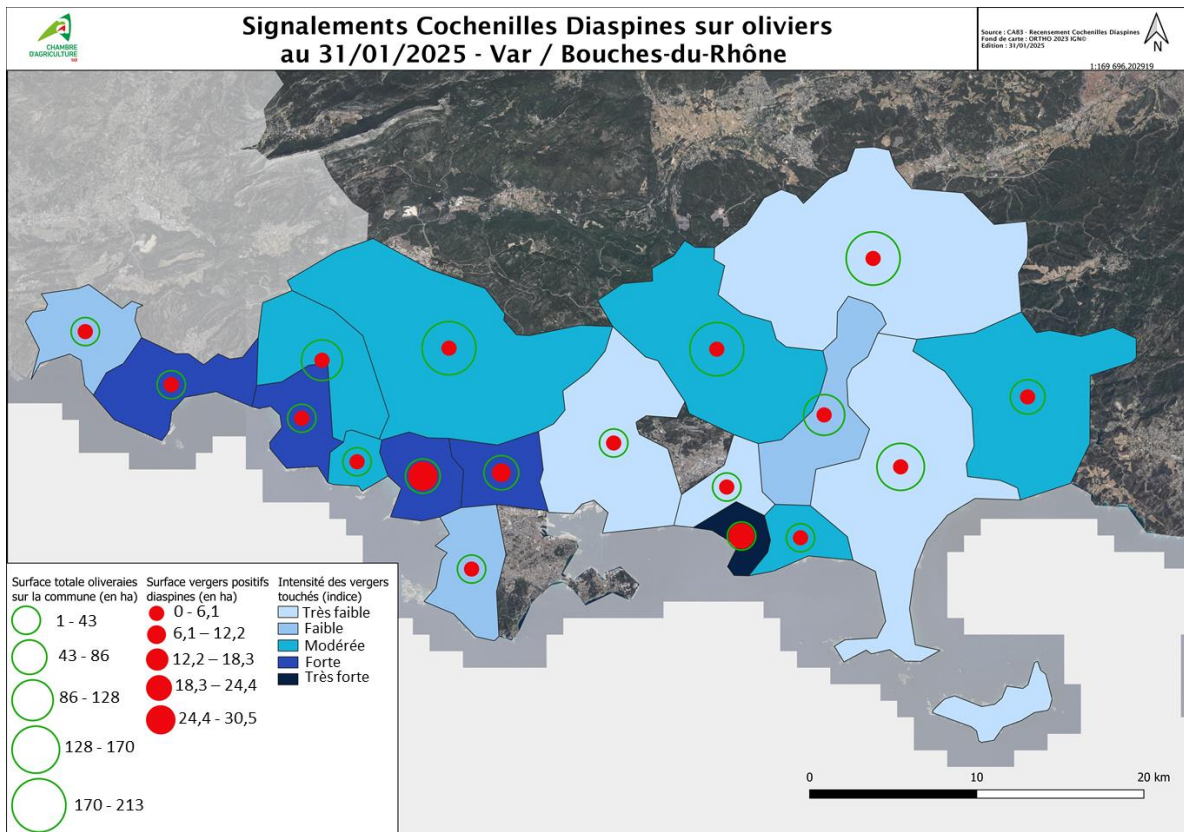 CHAMBRE
D'AGRICULTURE
VAR
Signalements Cochenilles Diaspines sur oliviers
au 31/01/2025 - Var / Bouches-du-Rhône
Source : CA83 - Recensement Cochenilles Diaspines
Fond de carte : ORTHO 2023 IGN©
Edition : 31/01/2025
N
1:169 696,202919
Surface totale oliveraies
sur la commune (en ha)
1 - 43
43 - 86
86 - 128
128 - 170
170 - 213
Surface vergers positifs
diaspines (en ha)
0 - 6,1
6,1 – 12,2
12,2 – 18,3
18,3 – 24,4
24,4 - 30,5
Intensité des vergers
touchés (indice)
Très faible
Faible
Modérée
Forte
Très forte
0 10 20 km